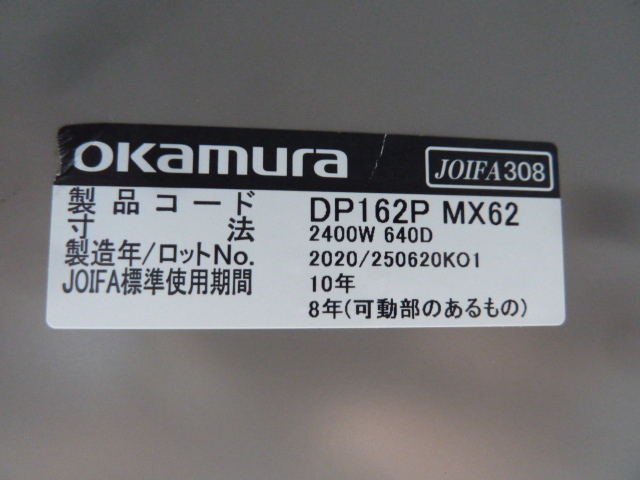 okamura JOIFA308
製品コード DP162P MX62
寸法 2400W 640D
製造年/ロットNo. 2020/250620K01
JOIFA標準使用期間 10年
8年(可動部のあるもの)